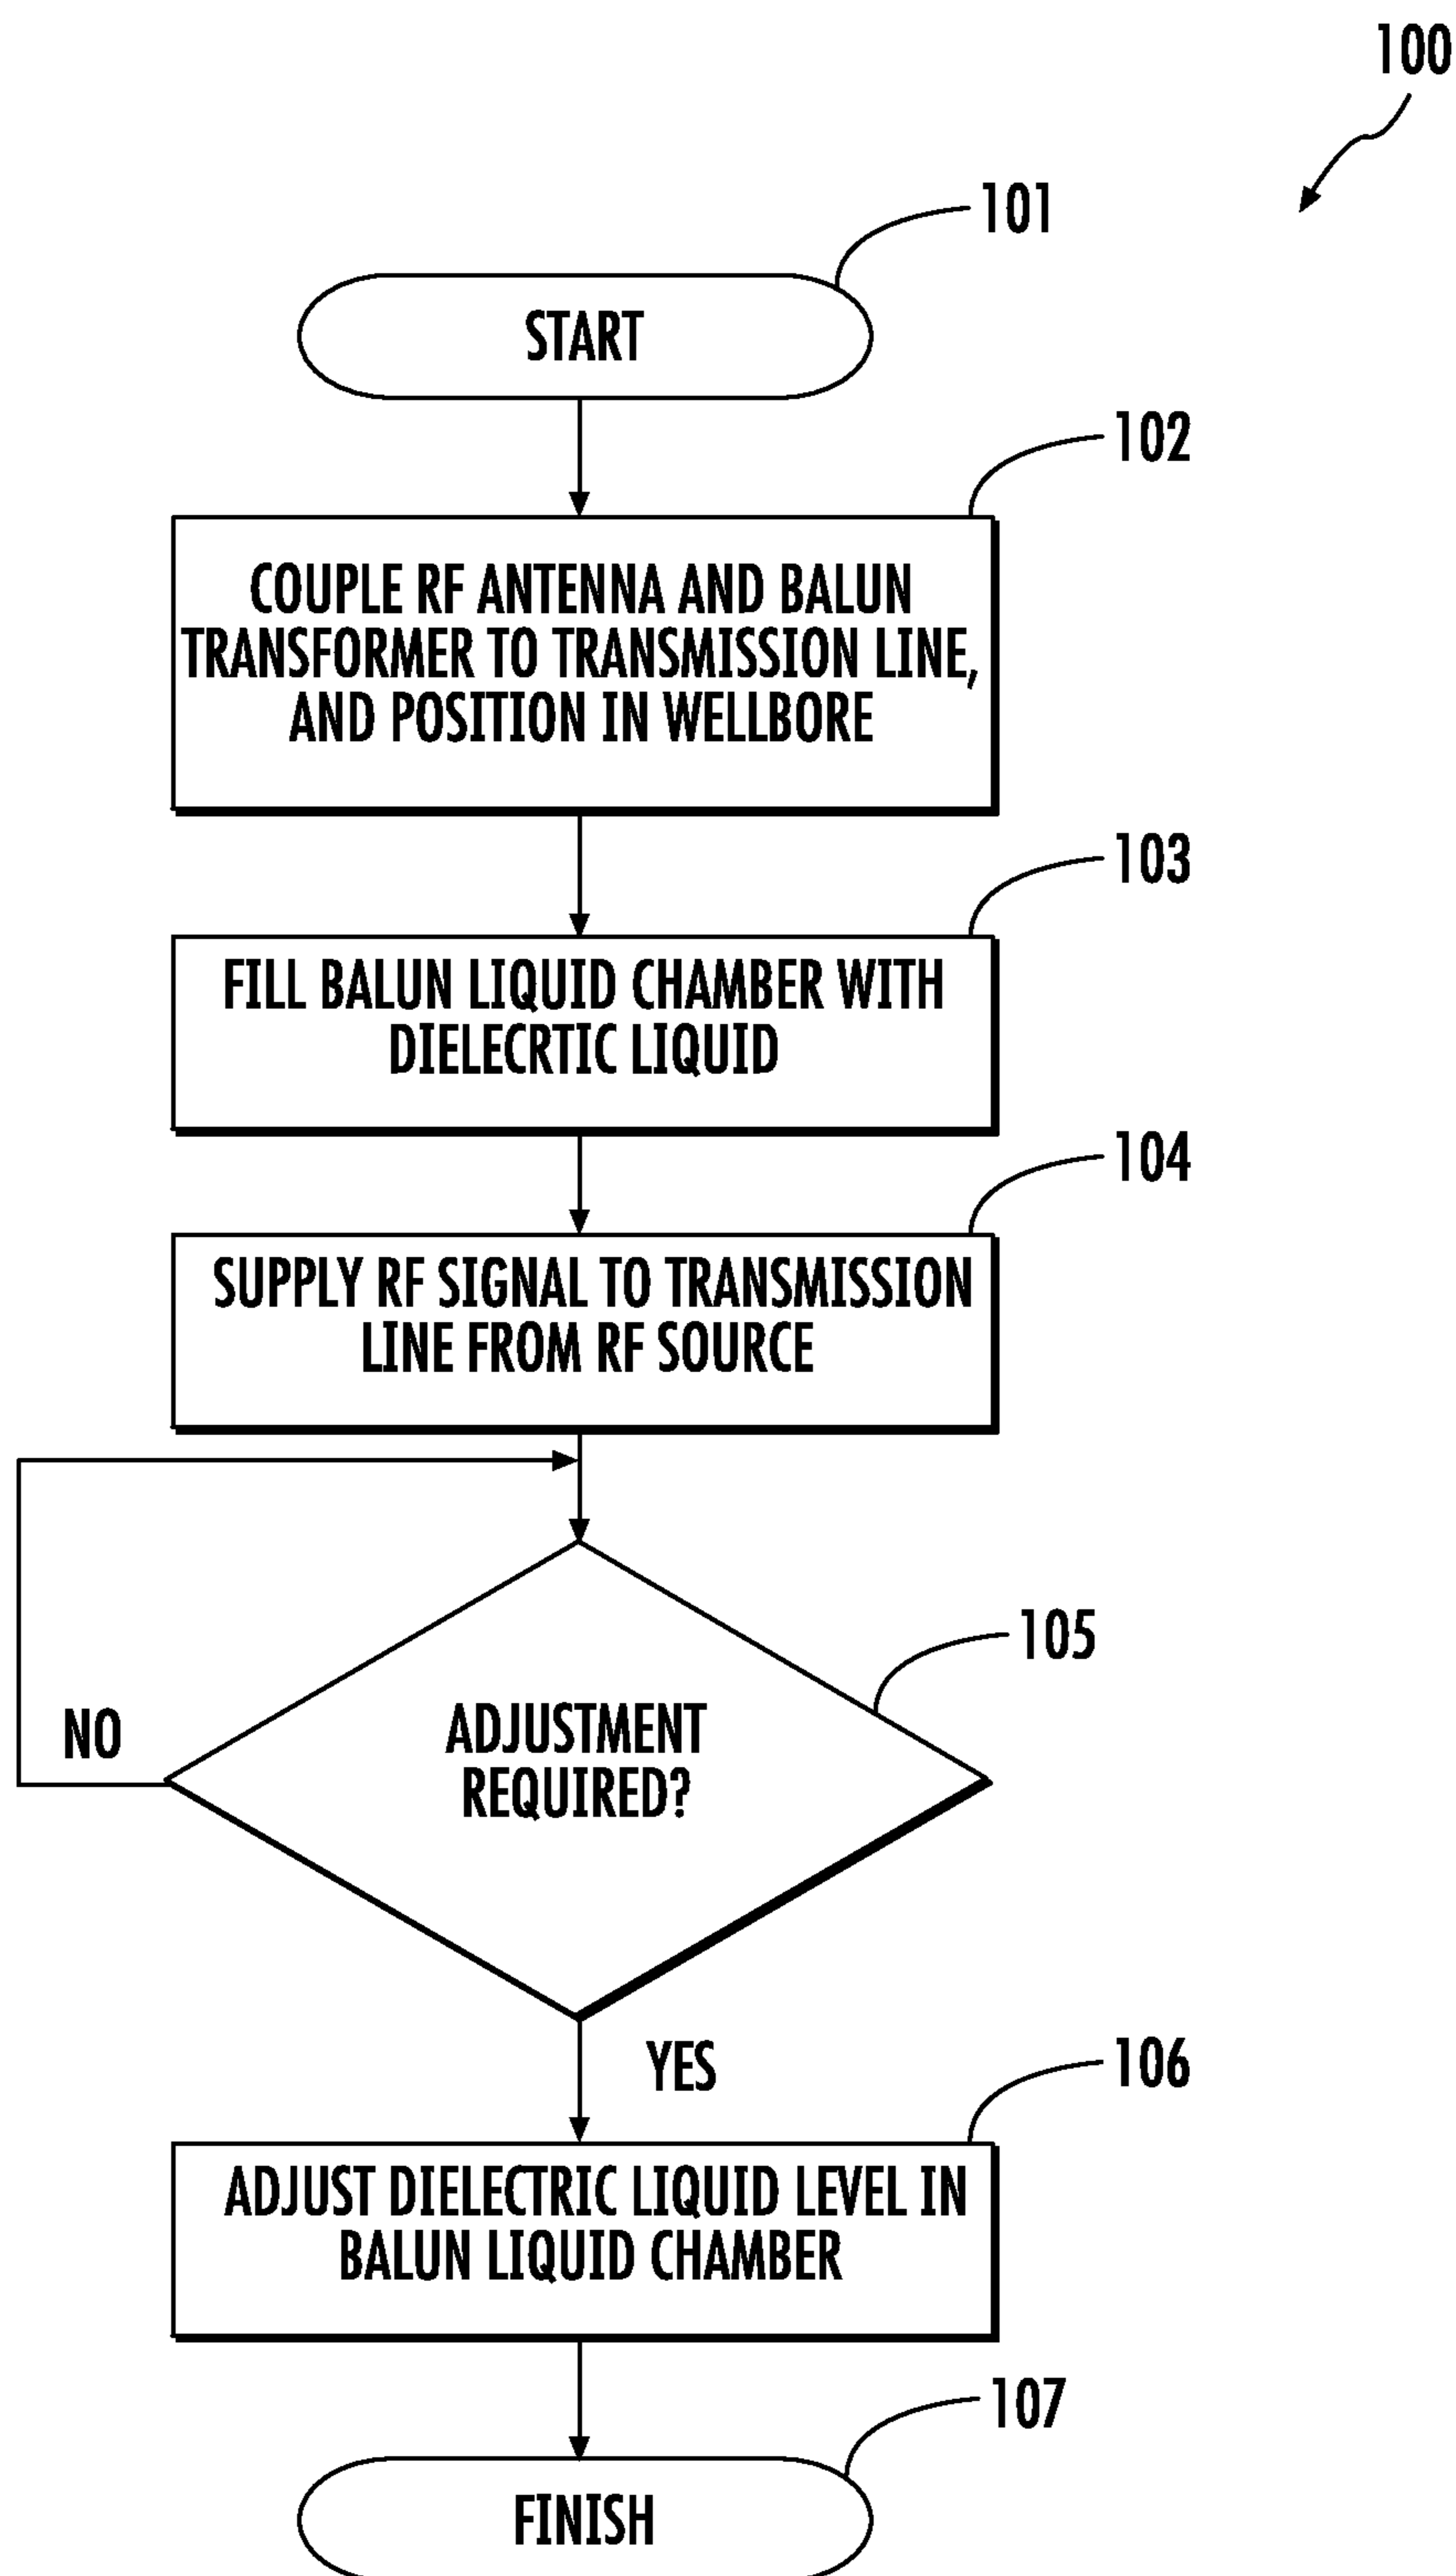 100
101
START
102
COUPLE RF ANTENNA AND BALUN
TRANSFORMER TO TRANSMISSION LINE,
AND POSITION IN WELLBORE
103
FILL BALUN LIQUID CHAMBER WITH
DIELECRTIC LIQUID
104
SUPPLY RF SIGNAL TO TRANSMISSION
LINE FROM RF SOURCE
105
NO
ADJUSTMENT
REQUIRED?
YES
106
ADJUST DIELECTRIC LIQUID LEVEL IN
BALUN LIQUID CHAMBER
107
FINISH